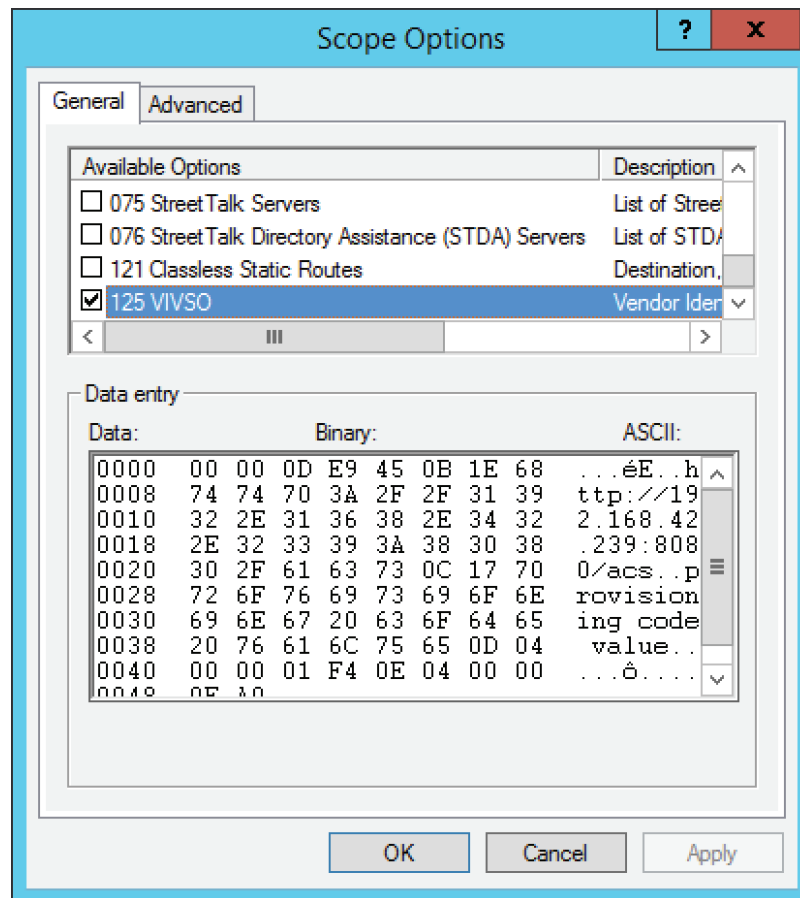 Scope Options
?
x
General
Advanced
Available Options
Description
075 StreetTalk Servers
List of Street
076 StreetTalk Directory Assistance (STDA) Servers
List of STDA
121 Classless Static Routes
Destination,
125 VIVSO
Vendor Iden
Data entry
Data: Binary: ASCII:
0000 00 00 0D E9 45 0B 1E 68 ...éE..h
0008 74 74 70 3A 2F 2F 31 39 ttp://19
0010 32 2E 31 36 38 2E 34 32 2.168.42
0018 2E 32 33 39 3A 38 30 38 .239:808
0020 30 2F 61 63 73 0C 17 70 0/acs..p
0028 72 6F 76 69 73 69 6F 6E rovision
0030 69 6E 67 20 63 6F 64 65 ing code
0038 20 76 61 6C 75 65 0D 04 value..
0040 00 00 01 F4 0E 04 00 00 ...ô....
0048 0F A0
OK
Cancel
Apply